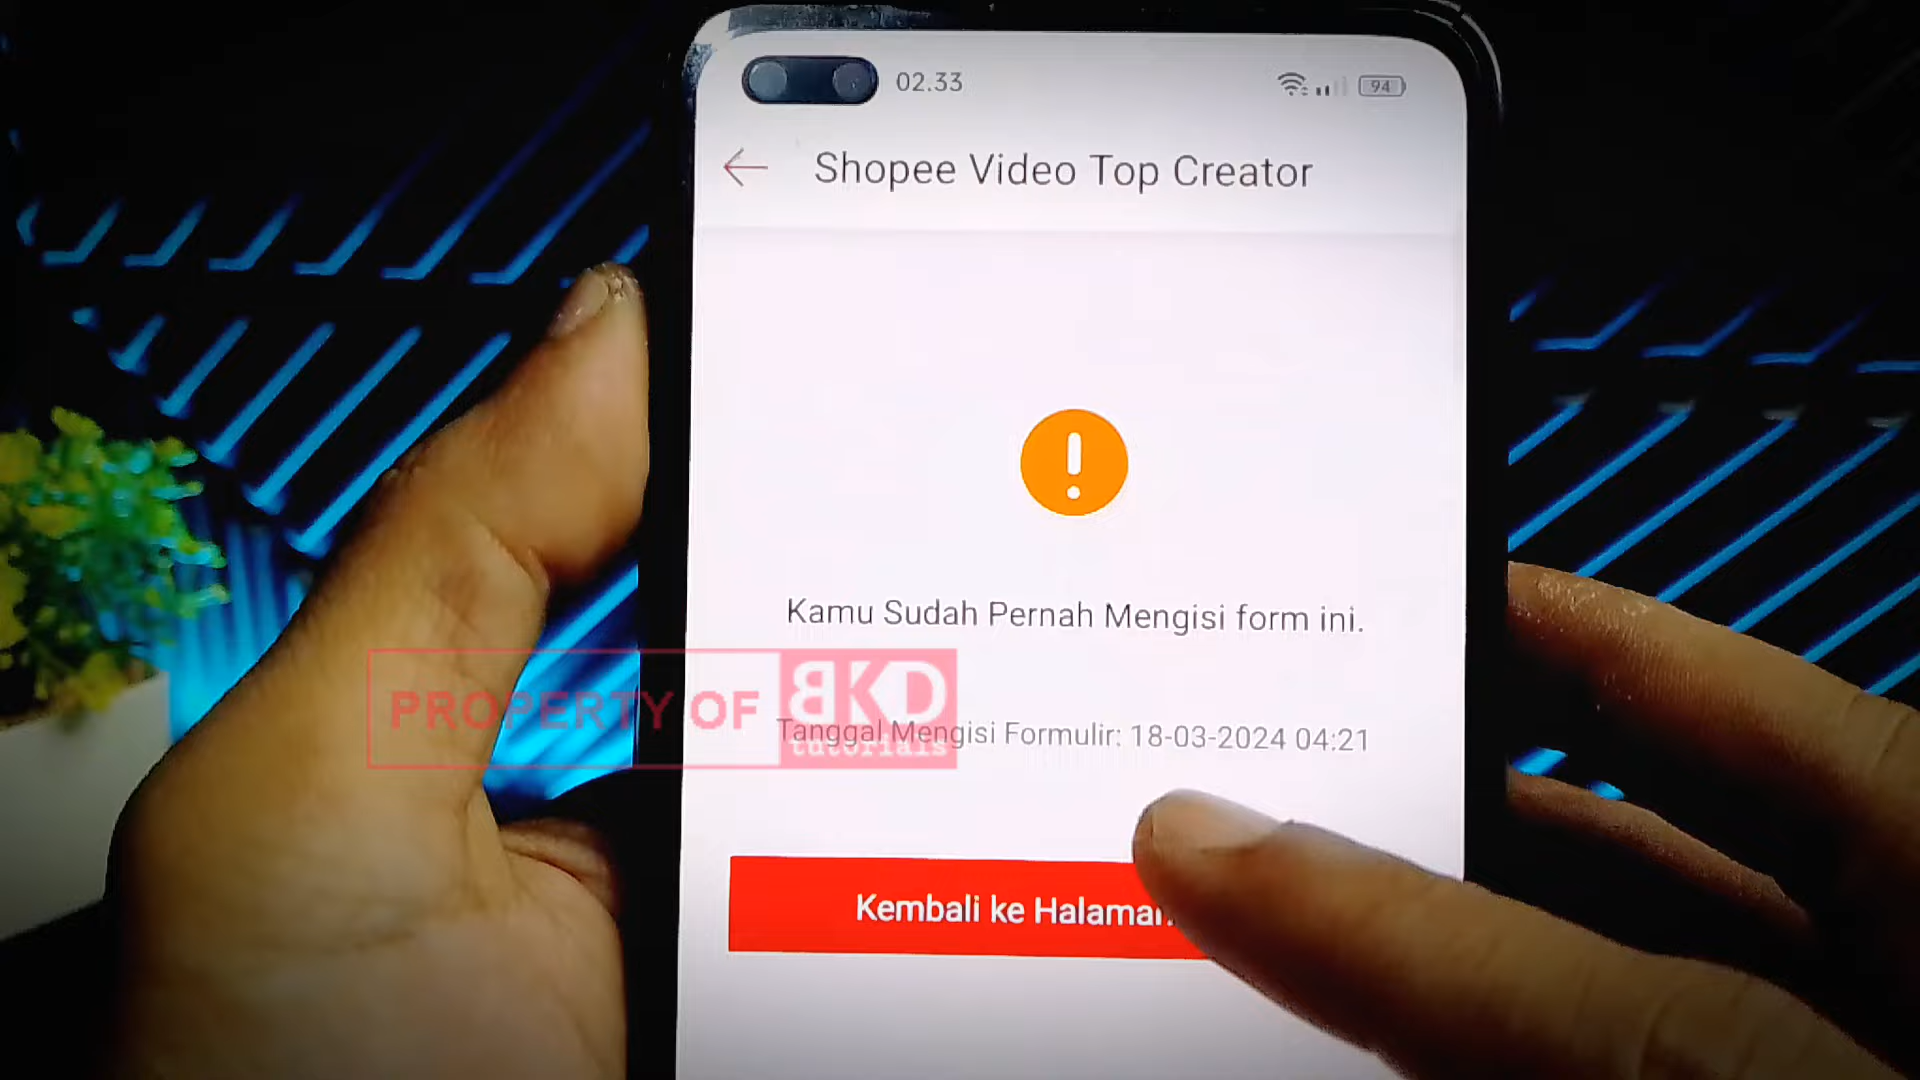 02.33
94
Shopee Video Top Creator
Kamu Sudah Pernah Mengisi form ini.
PROPERTY OF BKD
tutorials
Tanggal Mengisi Formulir: 18-03-2024 04:21
Kembali ke